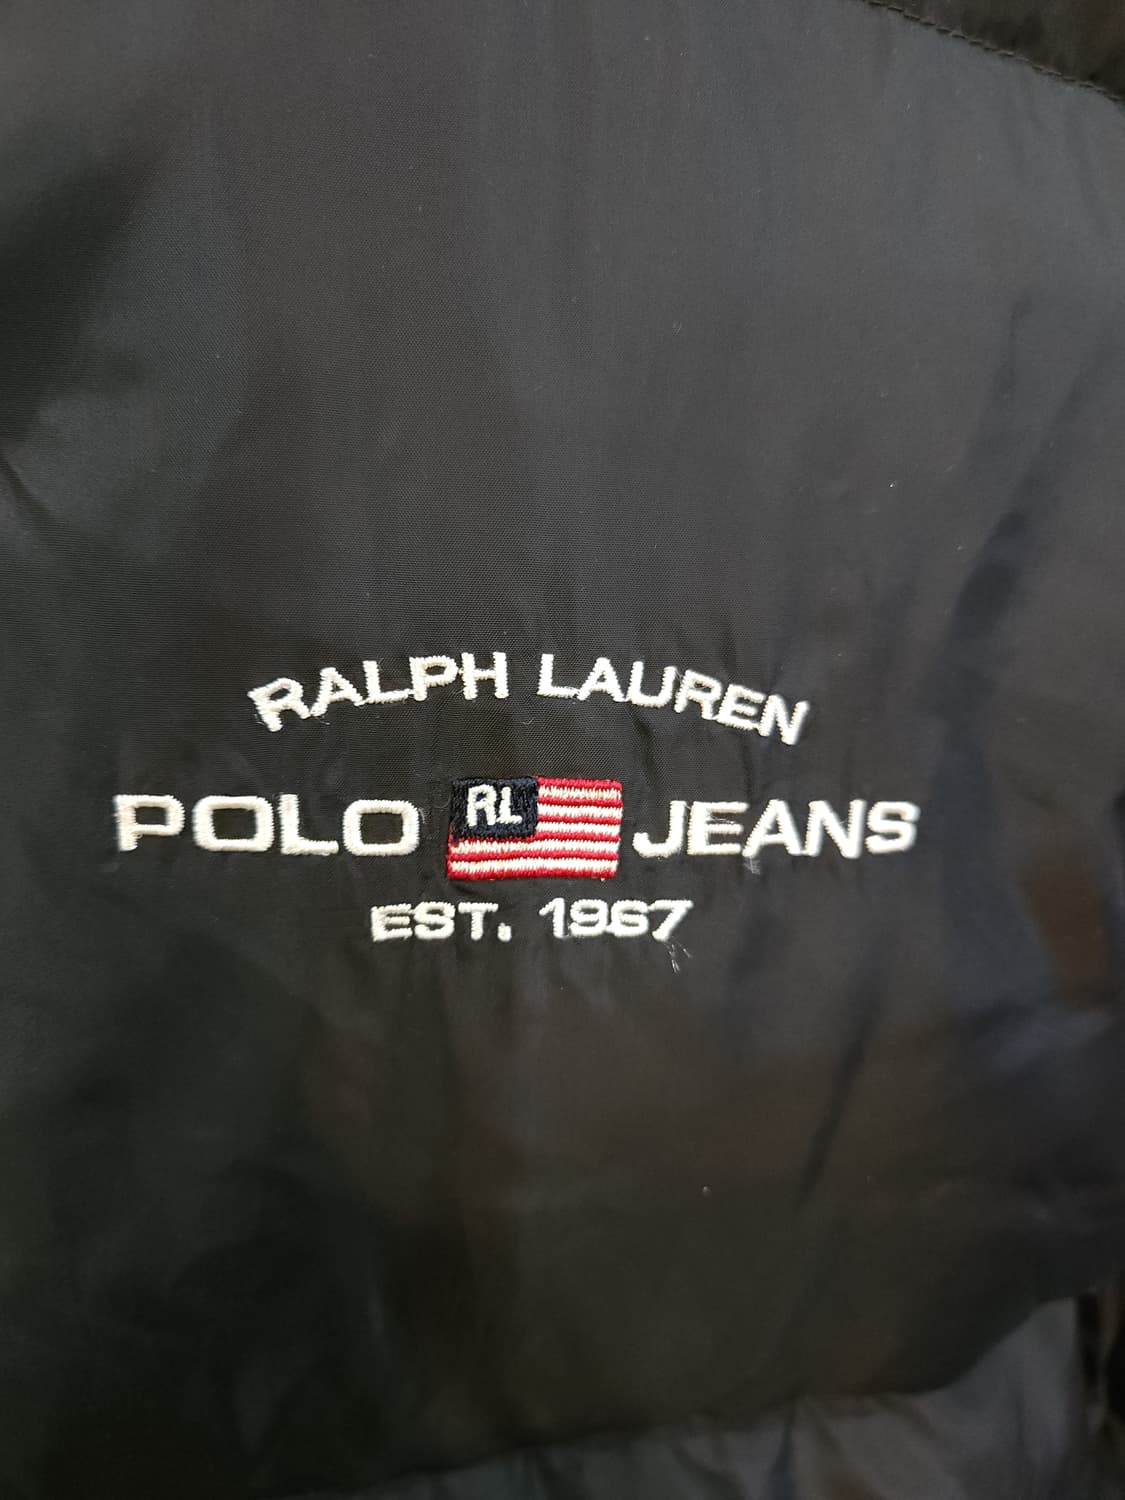 RALPH LAUREN
POLO RL JEANS
EST. 1967